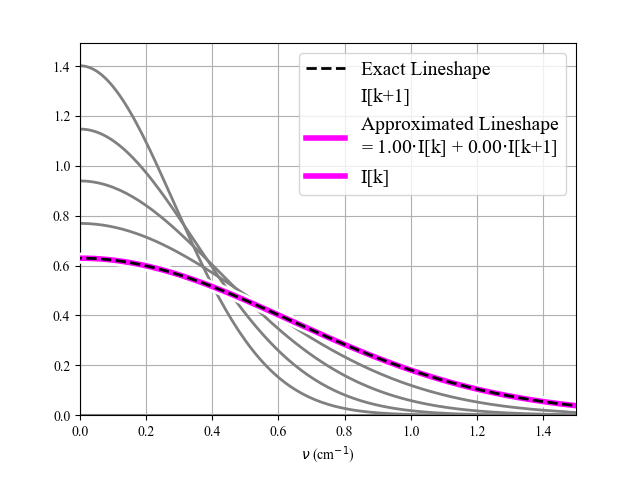 1.4
1.2
1.0
0.8
0.6
0.4
0.2
0.0
Exact Lineshape
I[k+1]
Approximated Lineshape
= 1.00·I[k] + 0.00·I[k+1]
I[k]
0.0 0.2 0.4 0.6 0.8 1.0 1.2 1.4
ν (cm⁻¹)